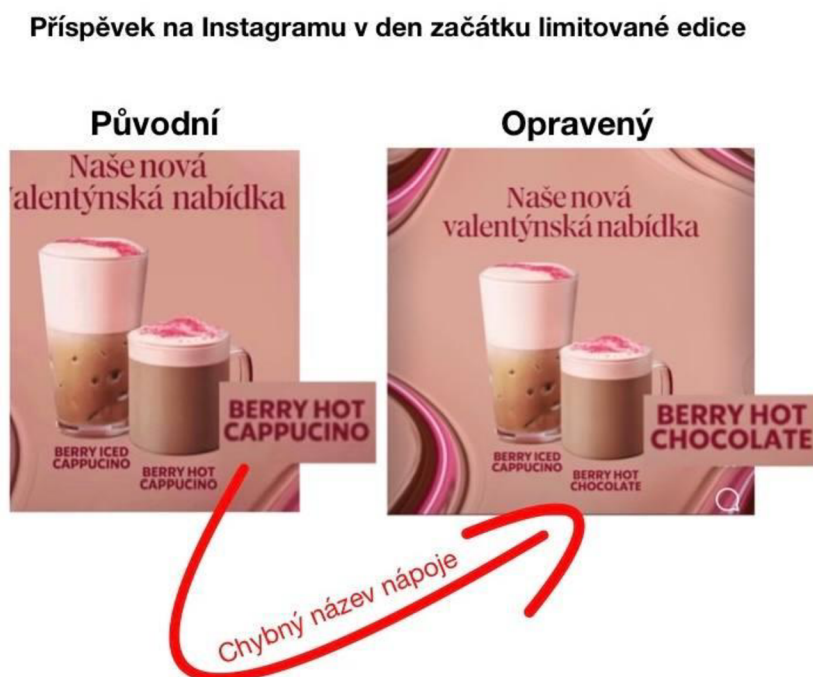 Příspěvek na Instagramu v den začátku limitované edice
Původní
Opravený
Naše nová
alentýnská nabídka
BERRY HOT
CAPPUCINO
BERRY ICED
CAPPUCINO
BERRY HOT
CAPPUCINO
Naše nová
valentýnská nabídka
BERRY HOT
CHOCOLATE
BERRY ICED
CAPPUCINO
BERRY HOT
CHOCOLATE
Chybný název nápoje